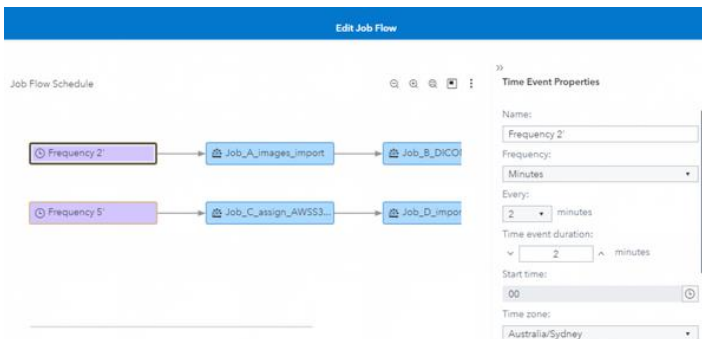 Edit Job Flow
Job Flow Schedule
Frequency 2'
Job_A_images_import
Job_B_DICO
Frequency 5'
Job_C_assign_AWSS3...
Job_D_impor
»
Time Event Properties
Name:
Frequency 2'
Frequency:
Minutes
Every:
2 minutes
Time event duration:
2 minutes
Start time:
00
Time zone:
Australia/Sydney